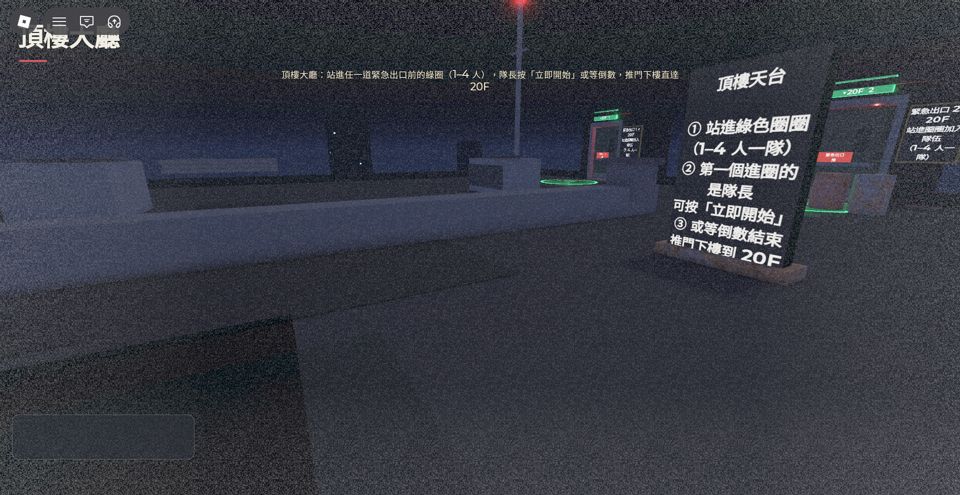 頂樓大廳
頂樓大廳：站進任一道緊急出口前的綠圈（1–4 人），隊長按「立即開始」或等倒數，推門下樓直達
20F
頂樓天台
① 站進綠色圈圈
（1–4 人一隊）
② 第一個進圈的
是隊長
可按「立即開始」
③ 或等倒數結束
推門下樓到 20F
20F 2
緊急出口 2
20F
站進圈圈加入
隊伍
（1–4 人一
隊）
緊急出口